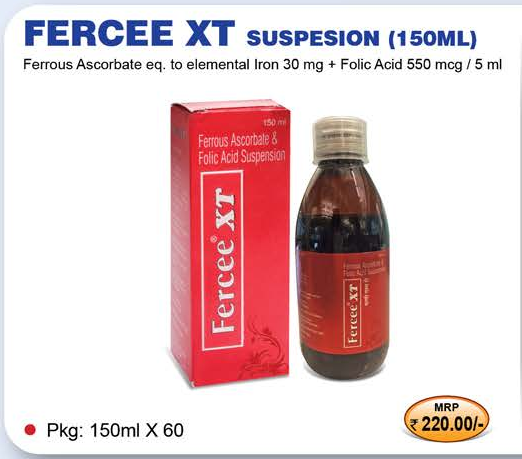 FERCEE XT SUSPESION (150ML)
Ferrous Ascorbate eq. to elemental Iron 30 mg + Folic Acid 550 mcg / 5 ml
150 ml
Ferrous Ascorbate &
Folic Acid Suspension
Fercee® XT
Ferrous Ascorbate &
Folic Acid Suspension
Fercee® XT
Pkg: 150ml X 60
MRP
₹ 220.00/-